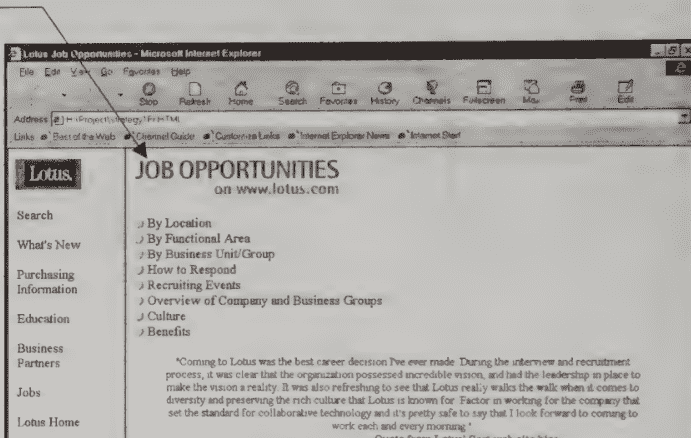 Lotus Job Opportunities - Microsoft Internet Explorer
File Edit View Go Favorites Help
Stop Refresh Home Search Favorites History Channels Fullscreen Mail Print Edit
Address
Links Best of the Web Channel Guide Customize Links Internet Explorer News Internet Start
Lotus.
JOB OPPORTUNITIES
on www.lotus.com
Search
What's New
Purchasing
Information
Education
Business
Partners
Jobs
Lotus Home
By Location
By Functional Area
By Business Unit/Group
How to Respond
Recruiting Events
Overview of Company and Business Groups
Culture
Benefits
"Coming to Lotus was the best career decision I've ever made. During the interview and recruitment
process, it was clear that the organization possessed incredible vision, and had the leadership in place to
make the vision a reality. It was also refreshing to see that Lotus really walks the walk when it comes to
diversity and preserving the rich culture that Lotus is known for. Factor in working for the company that
set the standard for collaborative technology and it's pretty safe to say that I look forward to coming to
work each and every morning."